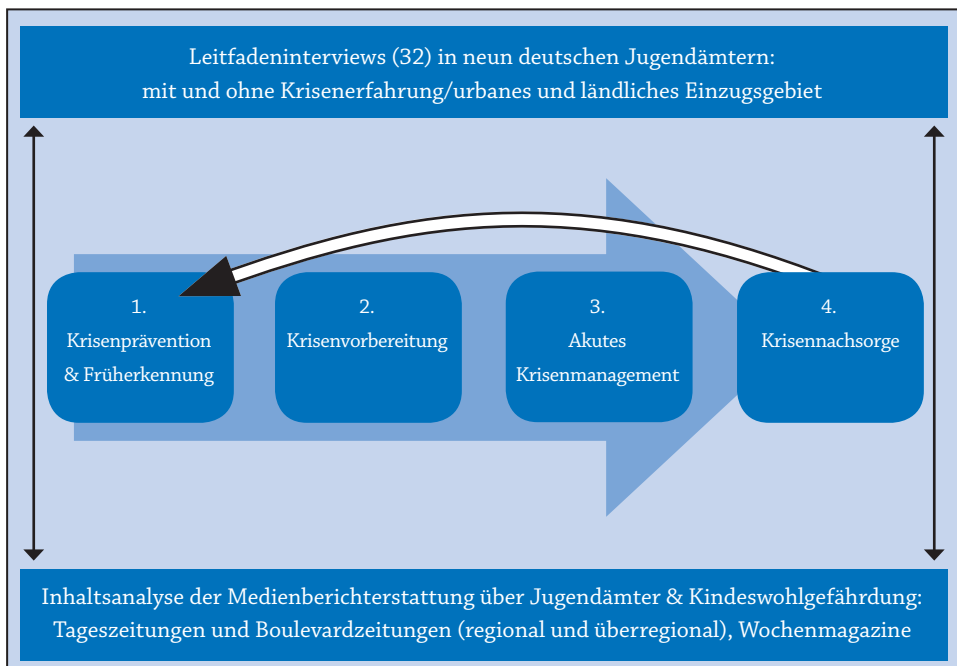 Leitfadeninterviews (32) in neun deutschen Jugendämtern:
mit und ohne Krisenerfahrung/urbanes und ländliches Einzugsgebiet
1.
Krisenprävention
& Früherkennung
2.
Krisenvorbereitung
3.
Akutes
Krisenmanagement
4.
Krisennachsorge
Inhaltsanalyse der Medienberichterstattung über Jugendämter & Kindeswohlgefährdung:
Tageszeitungen und Boulevardzeitungen (regional und überregional), Wochenmagazine